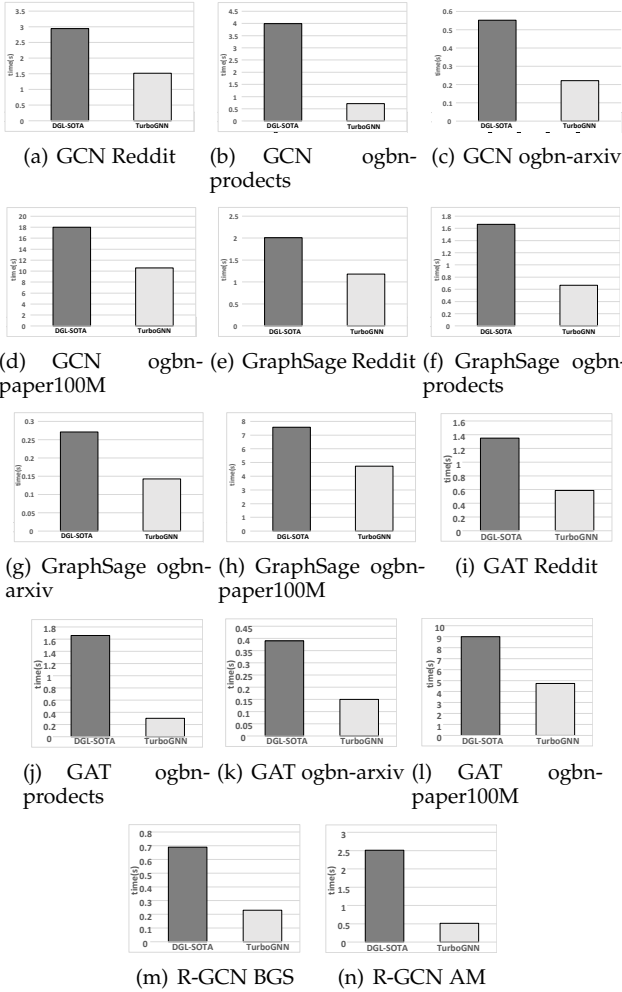 3.5
3
2.5
2
1.5
1
0.5
0
time(s)
DGL-SOTA TurboGNN
(a) GCN Reddit
4.5
4
3.5
3
2.5
2
1.5
1
0.5
0
time(s)
DGL-SOTA TurboGNN
(b) GCN ogbn-
prodects
0.6
0.5
0.4
0.3
0.2
0.1
0
time(s)
DGL-SOTA TurboGNN
(c) GCN ogbn-arxiv
20
18
16
14
12
10
8
6
4
2
0
time(s)
DGL-SOTA TurboGNN
(d) GCN ogbn-
paper100M
2.5
2
1.5
1
0.5
0
time(s)
DGL-SOTA TurboGNN
(e) GraphSage Reddit
1.8
1.6
1.4
1.2
1
0.8
0.6
0.4
0.2
0
time(s)
DGL-SOTA TurboGNN
(f) GraphSage ogbn-
prodects
0.3
0.25
0.2
0.15
0.1
0.05
0
time(s)
DGL-SOTA TurboGNN
(g) GraphSage ogbn-
arxiv
8
7
6
5
4
3
2
1
0
time(s)
DGL-SOTA TurboGNN
(h) GraphSage ogbn-
paper100M
1.6
1.4
1.2
1
0.8
0.6
0.4
0.2
0
time(s)
DGL-SOTA TurboGNN
(i) GAT Reddit
1.8
1.6
1.4
1.2
1
0.8
0.6
0.4
0.2
0
time(s)
DGL-SOTA TurboGNN
(j) GAT ogbn-
prodects
0.45
0.4
0.35
0.3
0.25
0.2
0.15
0.1
0.05
0
time(s)
DGL-SOTA TurboGNN
(k) GAT ogbn-arxiv
10
9
8
7
6
5
4
3
2
1
0
time(s)
DGL-SOTA TurboGNN
(l) GAT ogbn-
paper100M
0.8
0.7
0.6
0.5
0.4
0.3
0.2
0.1
0
time(s)
DGL-SOTA TurboGNN
(m) R-GCN BGS
3
2.5
2
1.5
1
0.5
0
time(s)
DGL-SOTA TurboGNN
(n) R-GCN AM